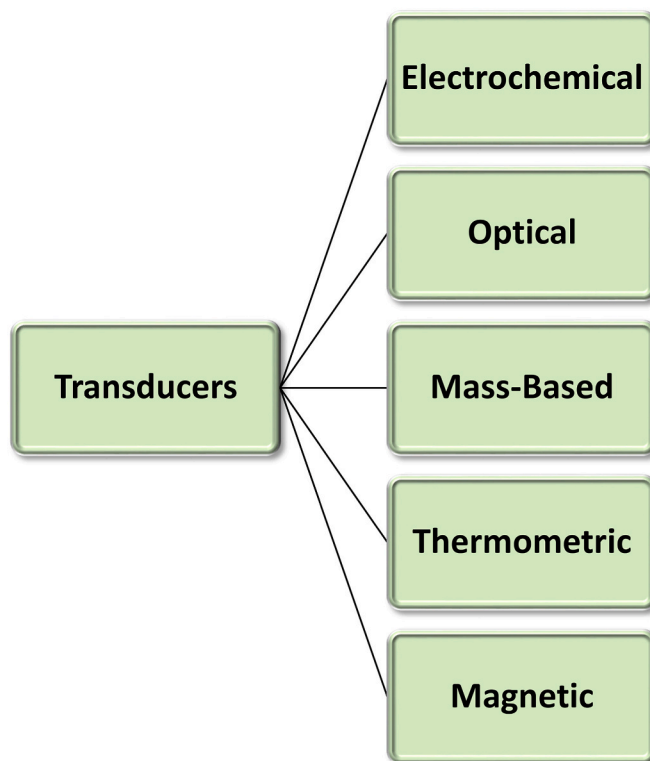 Electrochemical
Optical
Transducers
Mass-Based
Thermometric
Magnetic